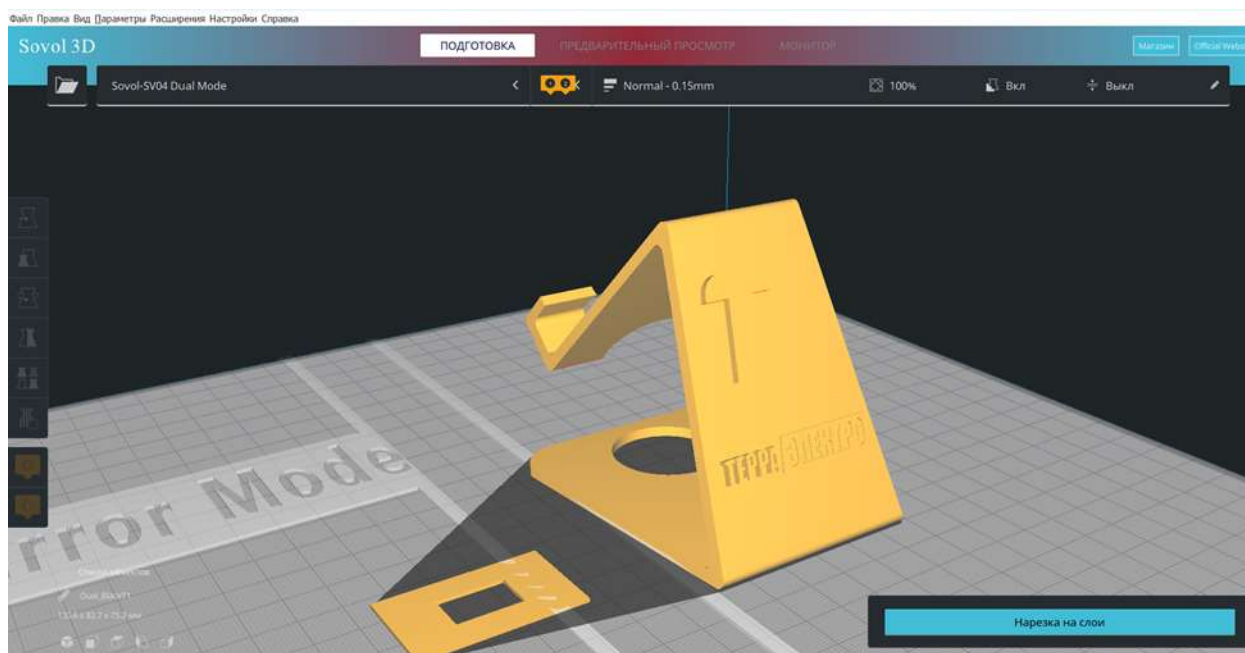 Файл Правка Вид Параметры Расширения Настройки Справка
Sovol 3D
ПОДГОТОВКА ПРЕДВАРИТЕЛЬНЫЙ ПРОСМОТР МОНИТОР
Магазин Official
Sovol-SV04 Dual Mode
Normal - 0.15mm
100%
Вкл
Выкл
ТЕРРА ЭЛЕКТРО
rror Mode
Нарезка на слои